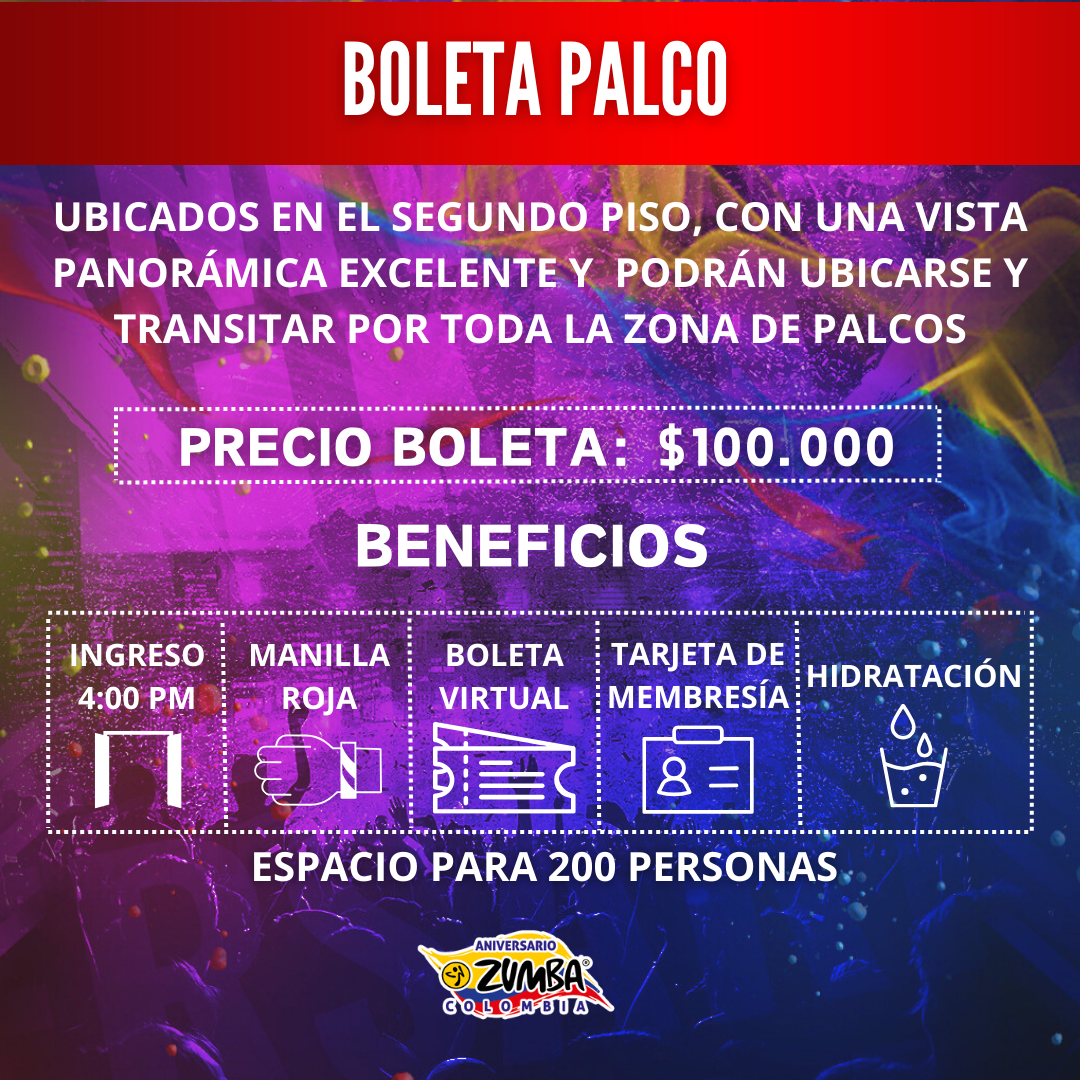 BOLETA PALCO
UBICADOS EN EL SEGUNDO PISO, CON UNA VISTA
PANORÁMICA EXCELENTE Y  PODRÁN UBICARSE Y
TRANSITAR POR TODA LA ZONA DE PALCOS
PRECIO BOLETA: $100.000
BENEFICIOS
INGRESO
4:00 PM
MANILLA
ROJA
BOLETA
VIRTUAL
TARJETA DE
MEMBRESÍA
HIDRATACIÓN
ESPACIO PARA 200 PERSONAS
ANIVERSARIO
ZUMBA®
COLOMBIA